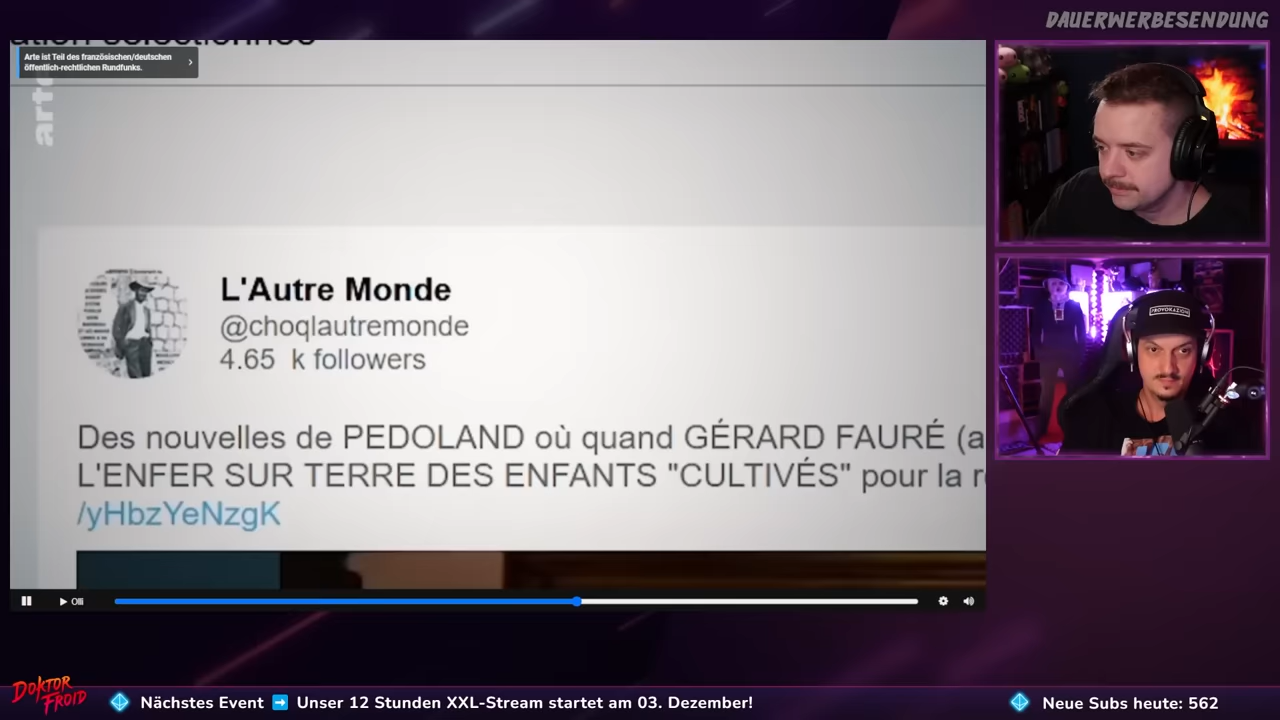 DAUERWERBESENDUNG
Arte ist Teil des französischen/deutschen
öffentlich-rechtlichen Rundfunks.
arte
L'Autre Monde
@choqlautremonde
4.65 k followers
Des nouvelles de PEDOLAND où quand GÉRARD FAURÉ (a
L'ENFER SUR TERRE DES ENFANTS "CULTIVÉS" pour la r
/yHbzYeNzgK
PROVOKAZION
Olli
DOKTOR
FROID
Nächstes Event ➡ Unser 12 Stunden XXL-Stream startet am 03. Dezember!
Neue Subs heute: 562